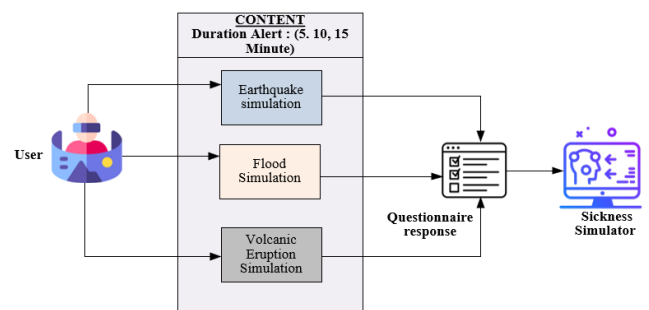 CONTENT
Duration Alert : (5. 10, 15
Minute)
Earthquake
simulation
User
Flood
Simulation
Volcanic
Eruption
Simulation
Questionnaire
response
Sickness
Simulator